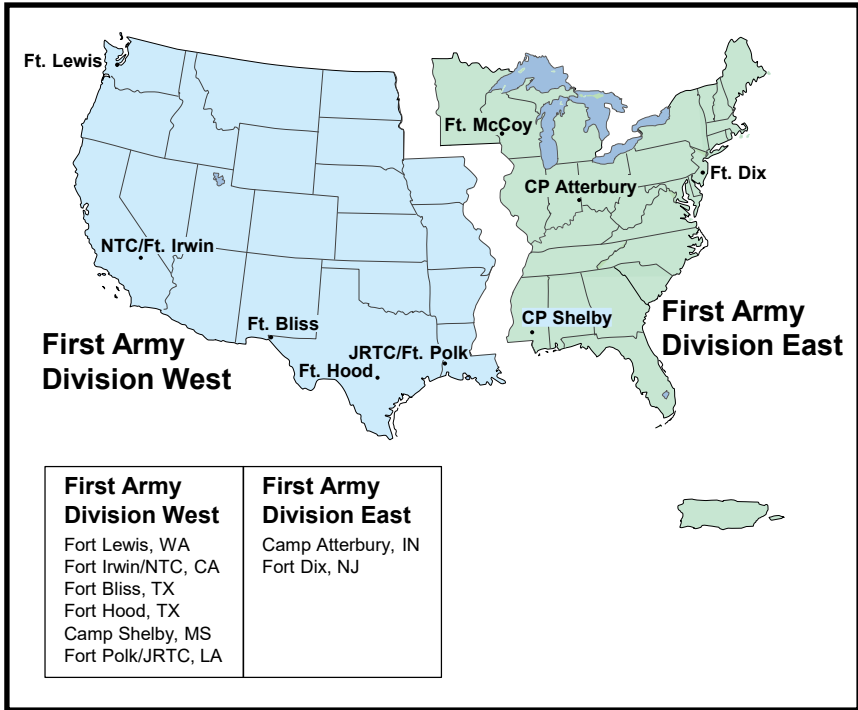 Ft. Lewis
Ft. McCoy
Ft. Dix
CP Atterbury
NTC/Ft. Irwin
CP Shelby
Ft. Bliss
First Army
Division East
First Army
Division West
JRTC/Ft. Polk
Ft. Hood
First Army
Division West
Fort Lewis, WA
Fort Irwin/NTC, CA
Fort Bliss, TX
Fort Hood, TX
Camp Shelby, MS
Fort Polk/JRTC, LA
First Army
Division East
Camp Atterbury, IN
Fort Dix, NJ